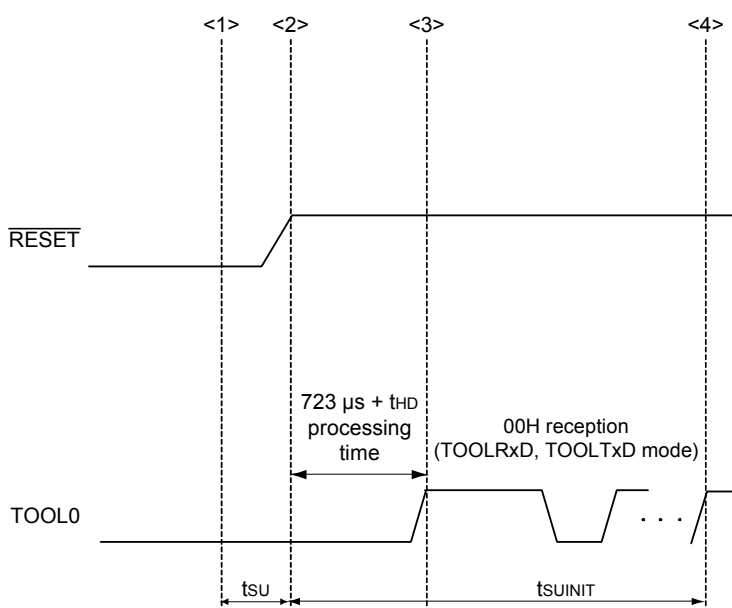 <1> <2> <3> <4>
RESET
723 µs + tHD
processing
time
00H reception
(TOOLRxD, TOOLTxD mode)
TOOL0
. . .
tSU tSUINIT